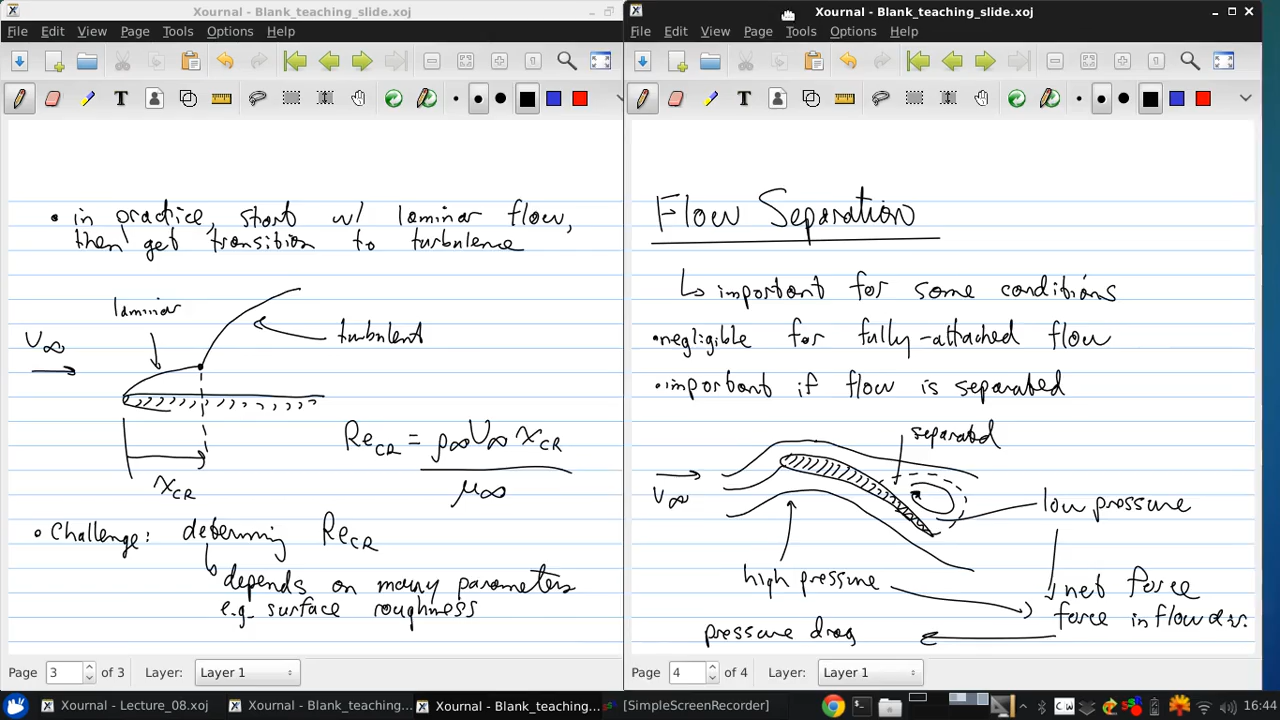 Xournal - Blank_teaching_slide.xoj
File Edit View Page Tools Options Help
• in practice, start w/ laminar flow,
then get transition to turbulence
laminar
V∞
turbulent
Re_CR = ρ∞V∞ x_CR
μ∞
x_CR
• Challenge: determing Re_CR
depends on many parameters
e.g. surface roughness
Page 3 of 3 Layer: Layer 1
Xournal - Blank_teaching_slide.xoj
File Edit View Page Tools Options Help
Flow Separation
↳ important for some conditions
• negligible for fully-attached flow
• important if flow is separated
separated
V∞
low pressure
high pressure
net force
force in flow dir.
pressure drag
Page 4 of 4 Layer: Layer 1
Xournal - Lecture_08.xoj Xournal - Blank_teaching... Xournal - Blank_teaching... [SimpleScreenRecorder] 16:44